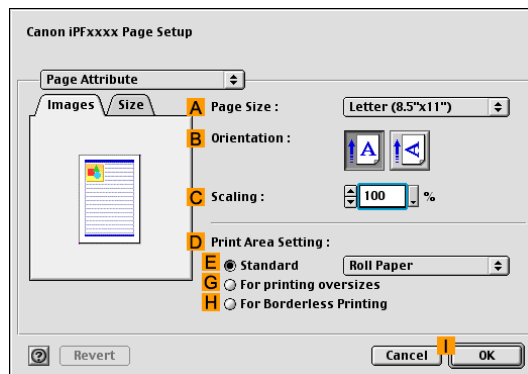 Canon iPFxxxx Page Setup
Page Attribute
Images Size
A Page Size : Letter (8.5"x11")
B Orientation : A A
C Scaling : 100 %
D Print Area Setting :
E Standard Roll Paper
G For printing oversizes
H For Borderless Printing
I
? Revert Cancel OK